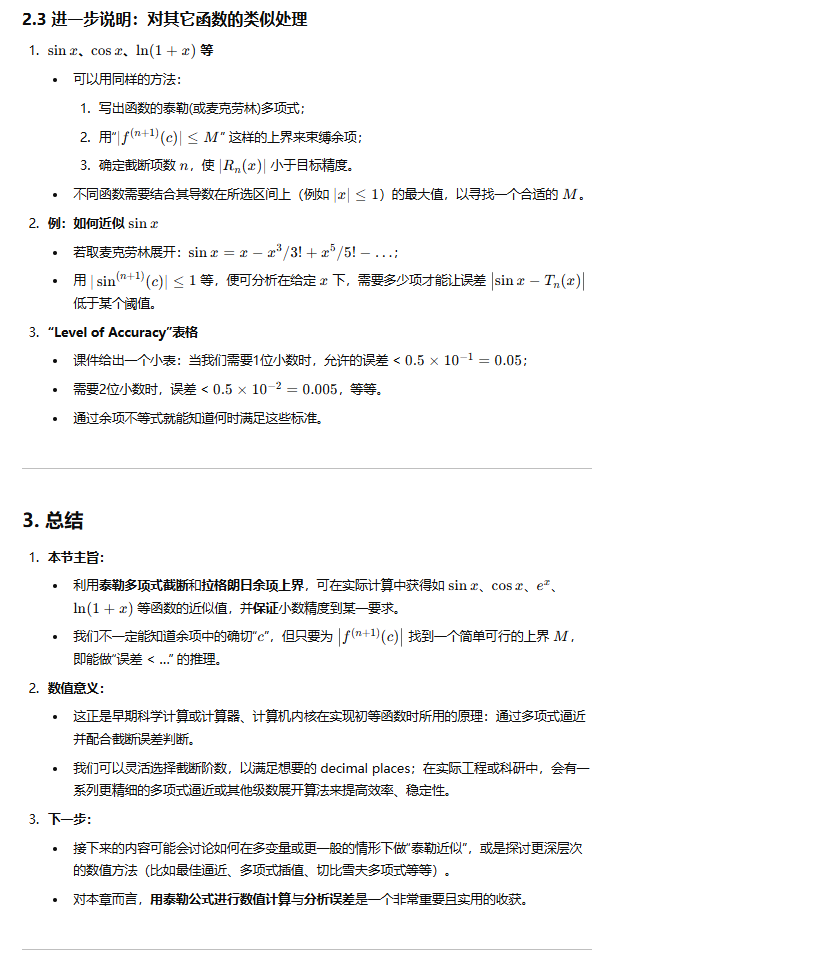 2.3 进一步说明：对其它函数的类似处理
1. sin x、cos x、ln(1 + x) 等
• 可以用同样的方法：
1. 写出函数的泰勒(或麦克劳林)多项式；
2. 用“|f^(n+1)(c)| ≤ M” 这样的上界来束缚余项；
3. 确定截断项数 n，使 |R_n(x)| 小于目标精度。
• 不同函数需要结合其导数在所选区间上（例如 |x| ≤ 1）的最大值，以寻找一个合适的 M。
2. 例：如何近似 sin x
• 若取麦克劳林展开：sin x = x − x^3/3! + x^5/5! − …；
• 用 | sin^(n+1)(c)| ≤ 1 等，便可分析在给定 x 下，需要多少项才能让误差 |sin x − T_n(x)|
低于某个阈值。
3. “Level of Accuracy”表格
• 课件给出一个小表：当我们需要1位小数时，允许的误差 < 0.5 × 10^−1 = 0.05；
• 需要2位小数时，误差 < 0.5 × 10^−2 = 0.005，等等。
• 通过余项不等式就能知道何时满足这些标准。
3. 总结
1. 本节主旨：
• 利用泰勒多项式截断和拉格朗日余项上界，可在实际计算中获得如 sin x、cos x、e^x、
ln(1 + x) 等函数的近似值，并保证小数精度到某一要求。
• 我们不一定能知道余项中的确切“c”，但只要为 |f^(n+1)(c)| 找到一个简单可行的上界 M，
即能做“误差 < ...” 的推理。
2. 数值意义：
• 这正是早期科学计算或计算器、计算机内核在实现初等函数时所用的原理：通过多项式逼近
并配合截断误差判断。
• 我们可以灵活选择截断阶数，以满足想要的 decimal places；在实际工程或科研中，会有一
系列更精细的多项式逼近或其他级数展开算法来提高效率、稳定性。
3. 下一步：
• 接下来的内容可能会讨论如何在多变量或更一般的情形下做“泰勒近似”，或是探讨更深层次
的数值方法（比如最佳逼近、多项式插值、切比雪夫多项式等等）。
• 对本章而言，用泰勒公式进行数值计算与分析误差是一个非常重要且实用的收获。